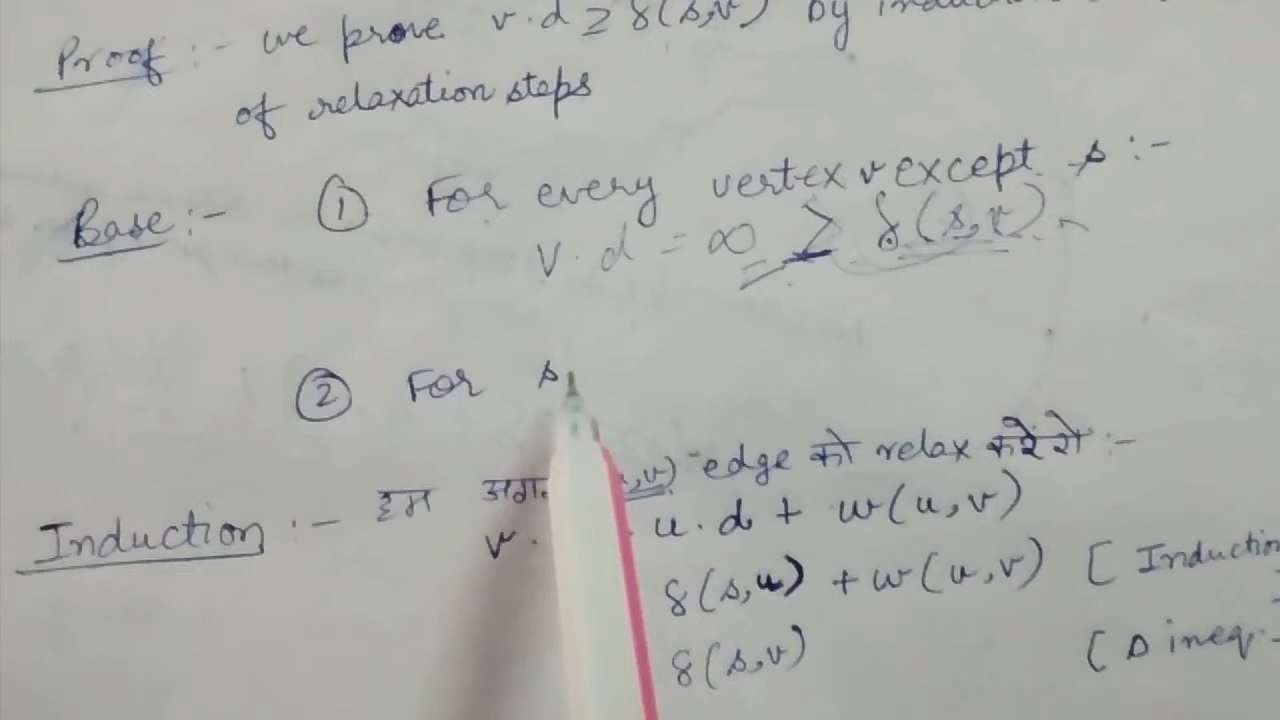 Proof :- we prove v.d ≥ δ(s,v) by
of relaxation steps
Base :- ① For every vertex v except s :-
v.d = ∞ ≥ δ(s,v)
② For s
Induction :- हम edge को relax करेंगे :-
v. u.d + w(u,v)
δ(s,u) + w(u,v) [ Induction
δ(s,v) [ Δ ineq.